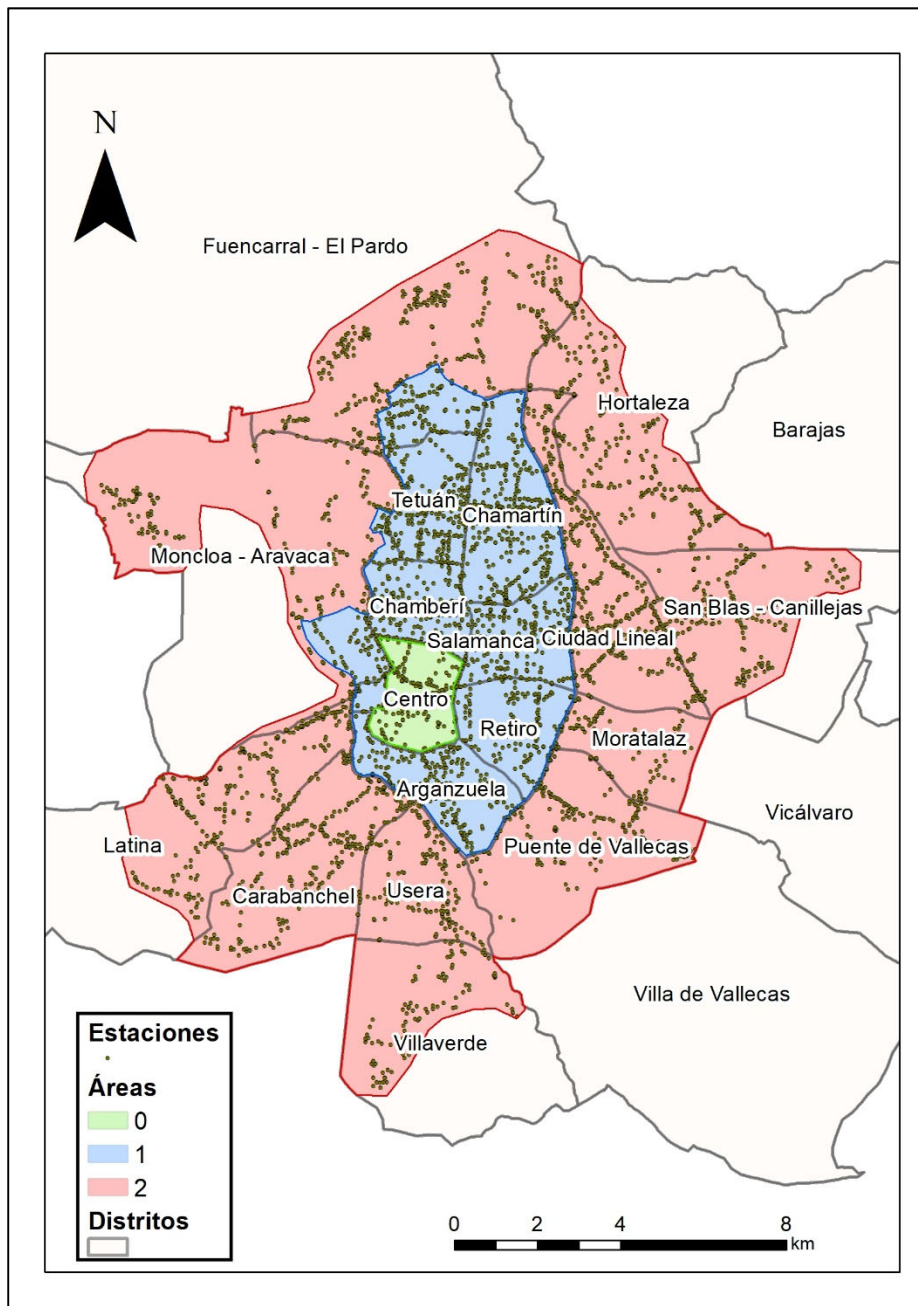 N
Fuencarral - El Pardo
Hortaleza
Barajas
Tetuán
Chamartín
Moncloa - Aravaca
Chamberí
San Blas - Canillejas
Salamanca
Ciudad Lineal
Centro
Retiro
Moratalaz
Arganzuela
Vicálvaro
Latina
Puente de Vallecas
Carabanchel
Usera
Villa de Vallecas
Villaverde
Estaciones
Áreas
0
1
2
Distritos
0 2 4 8
km